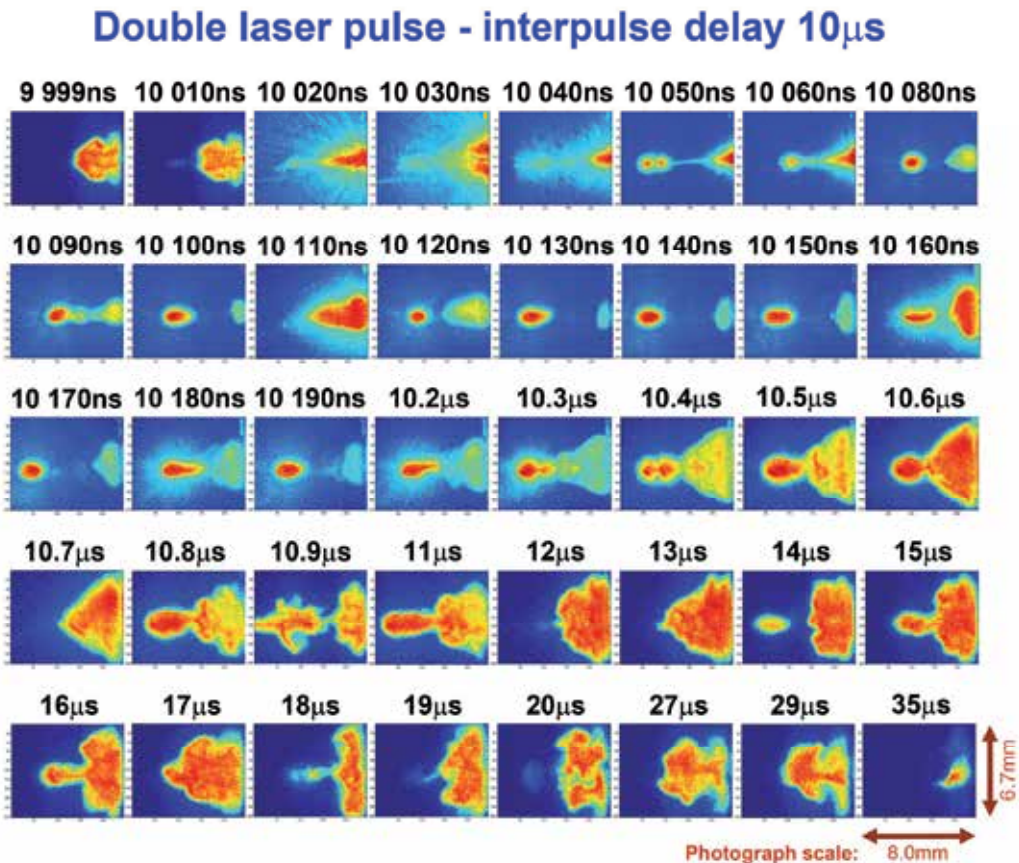 Double laser pulse - interpulse delay 10μs
9 999ns 10 010ns 10 020ns 10 030ns 10 040ns 10 050ns 10 060ns 10 080ns
10 090ns 10 100ns 10 110ns 10 120ns 10 130ns 10 140ns 10 150ns 10 160ns
10 170ns 10 180ns 10 190ns 10.2μs 10.3μs 10.4μs 10.5μs 10.6μs
10.7μs 10.8μs 10.9μs 11μs 12μs 13μs 14μs 15μs
16μs 17μs 18μs 19μs 20μs 27μs 29μs 35μs
6.7mm
Photograph scale: 8.0mm